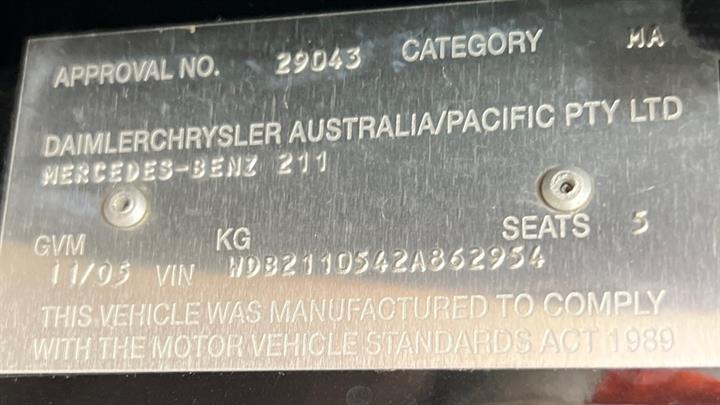 APPROVAL NO. 29043 CATEGORY MA
DAIMLERCHRYSLER AUSTRALIA/PACIFIC PTY LTD
MERCEDES-BENZ 211
GVM KG SEATS 5
11/05 VIN WDB2110542A862954
THIS VEHICLE WAS MANUFACTURED TO COMPLY
WITH THE MOTOR VEHICLE STANDARDS ACT 1989